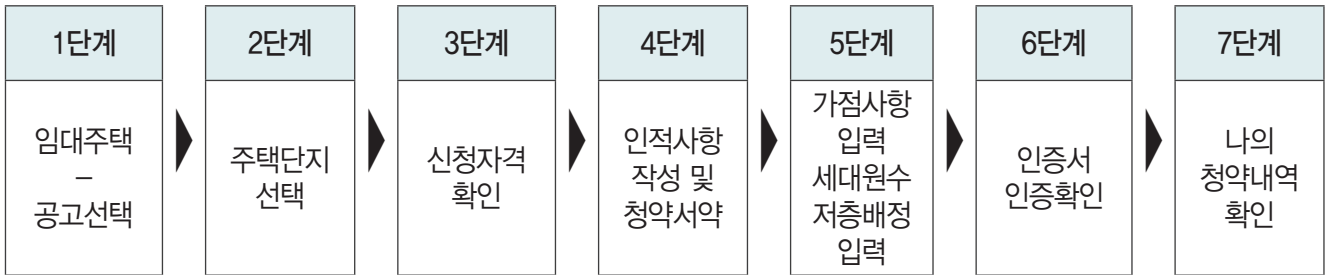 1단계
임대주택
–
공고선택
2단계
주택단지
선택
3단계
신청자격
확인
4단계
인적사항
작성 및
청약서약
5단계
가점사항
입력
세대원수
저층배정
입력
6단계
인증서
인증확인
7단계
나의
청약내역
확인